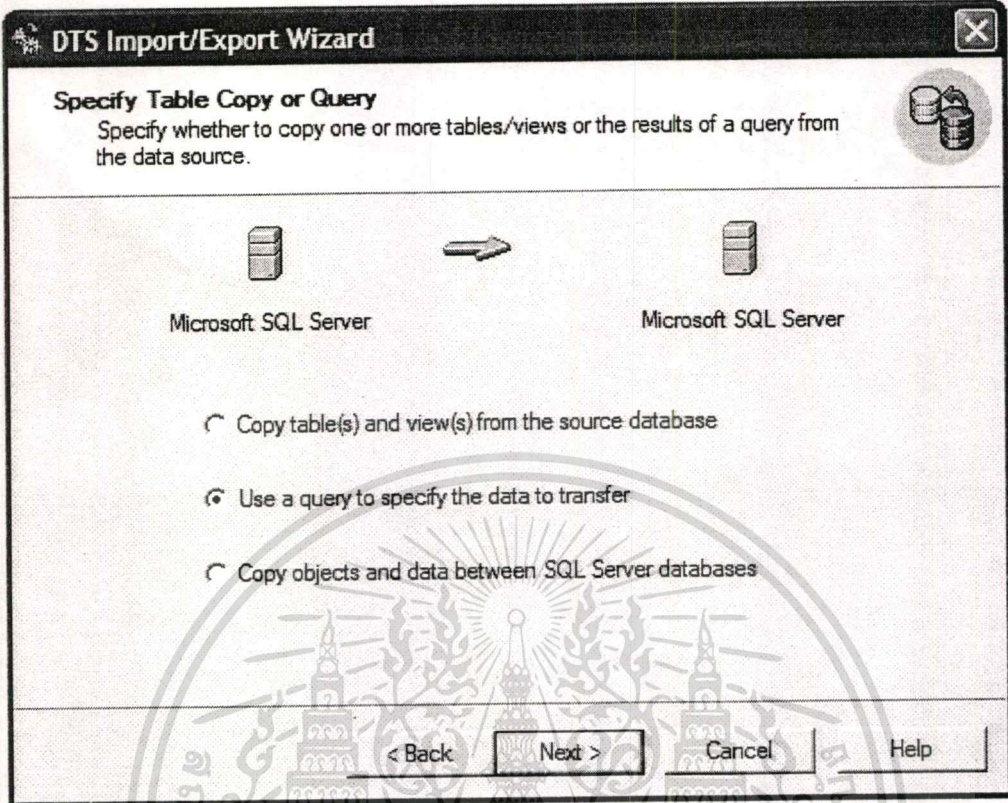 DTS Import/Export Wizard
Specify Table Copy or Query
Specify whether to copy one or more tables/views or the results of a query from
the data source.
Microsoft SQL Server
Microsoft SQL Server
Copy table(s) and view(s) from the source database
Use a query to specify the data to transfer
Copy objects and data between SQL Server databases
< Back
Next >
Cancel
Help